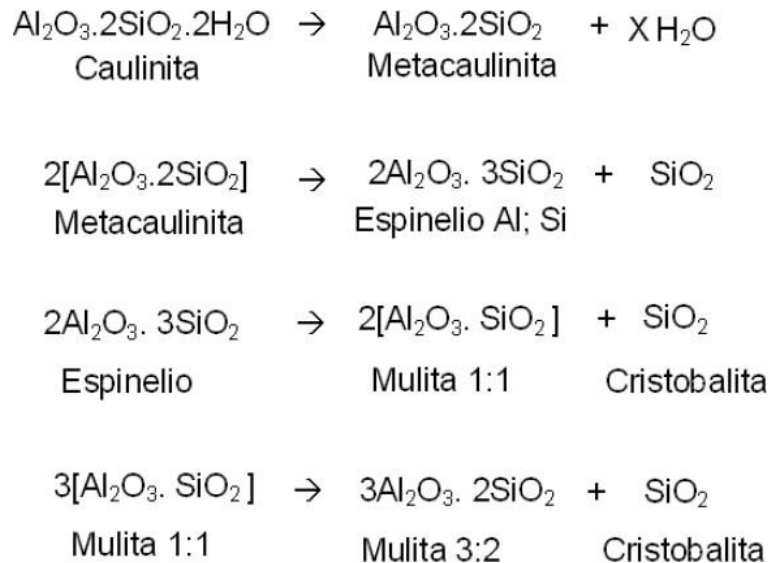 Al₂O₃.2SiO₂.2H₂O → Al₂O₃.2SiO₂ + X H₂O
Caulinita Metacaulinita
2[Al₂O₃.2SiO₂] → 2Al₂O₃. 3SiO₂ + SiO₂
Metacaulinita Espinelio Al; Si
2Al₂O₃. 3SiO₂ → 2[Al₂O₃. SiO₂ ] + SiO₂
Espinelio Mulita 1:1 Cristobalita
3[Al₂O₃. SiO₂ ] → 3Al₂O₃. 2SiO₂ + SiO₂
Mulita 1:1 Mulita 3:2 Cristobalita